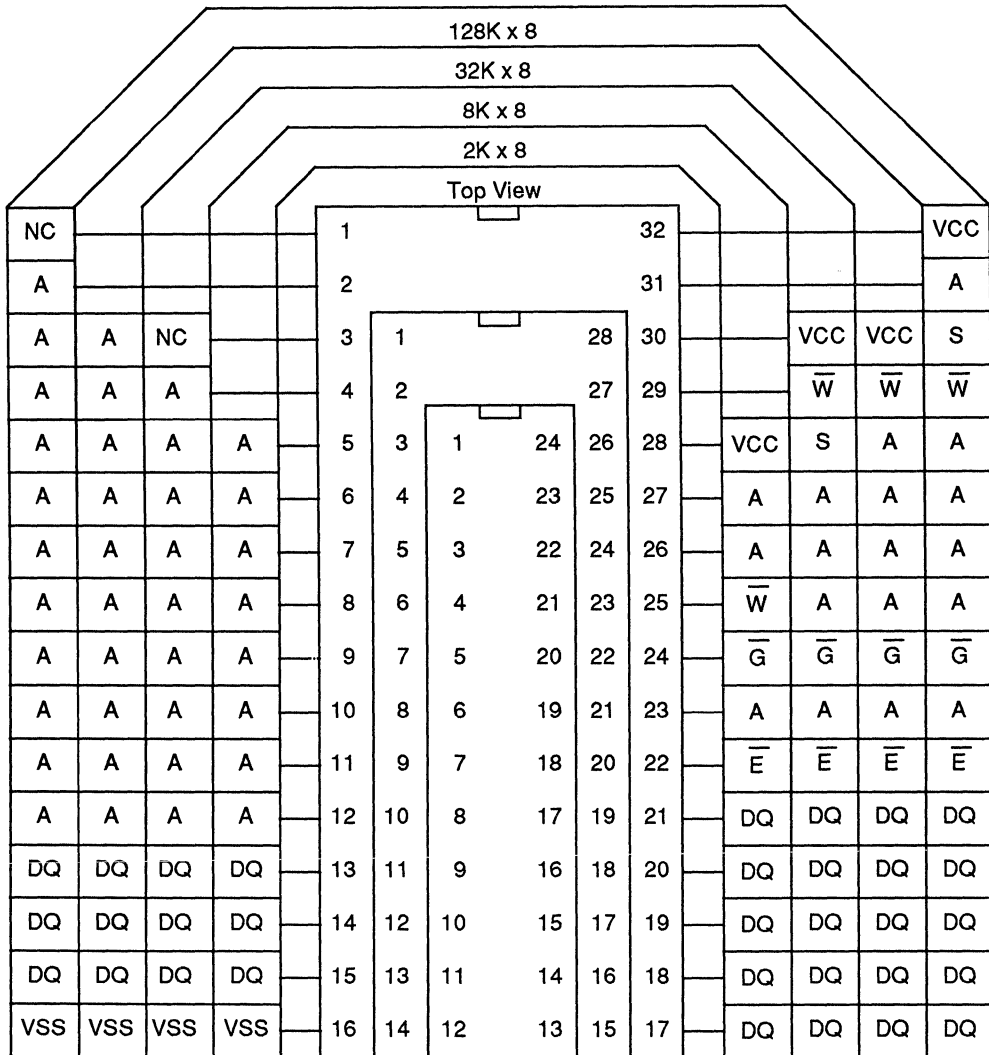 128K x 8
32K x 8
8K x 8
2K x 8
Top View
NC 1 32 VCC
A 2 31 A
A A NC 3 1 28 30 VCC VCC S
A A A 4 2 27 29 W̅ W̅ W̅
A A A A 5 3 1 24 26 28 VCC S A A
A A A A 6 4 2 23 25 27 A A A A
A A A A 7 5 3 22 24 26 A A A A
A A A A 8 6 4 21 23 25 W̅ A A A
A A A A 9 7 5 20 22 24 G̅ G̅ G̅ G̅
A A A A 10 8 6 19 21 23 A A A A
A A A A 11 9 7 18 20 22 E̅ E̅ E̅ E̅
A A A A 12 10 8 17 19 21 DQ DQ DQ DQ
DQ DQ DQ DQ 13 11 9 16 18 20 DQ DQ DQ DQ
DQ DQ DQ DQ 14 12 10 15 17 19 DQ DQ DQ DQ
DQ DQ DQ DQ 15 13 11 14 16 18 DQ DQ DQ DQ
VSS VSS VSS VSS 16 14 12 13 15 17 DQ DQ DQ DQ